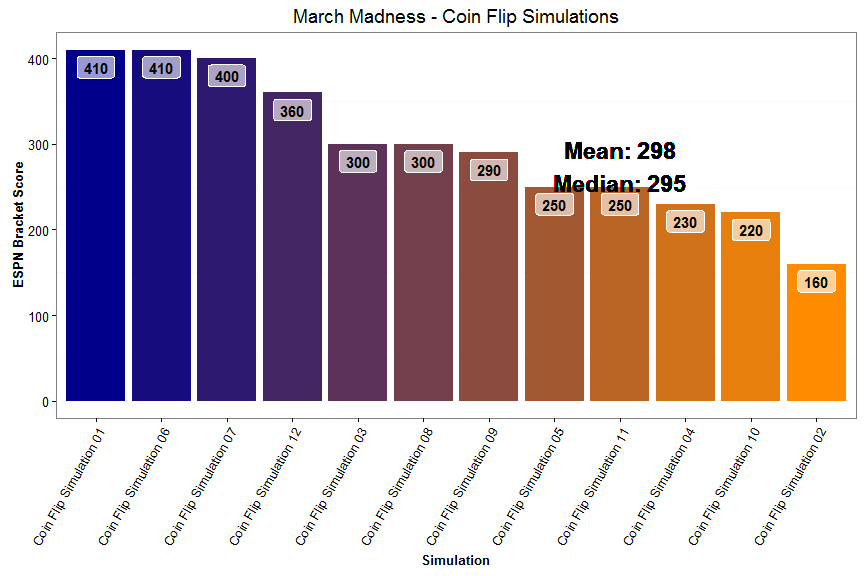 March Madness - Coin Flip Simulations
ESPN Bracket Score
400
300
200
100
0
410
410
400
360
300
300
290
250
250
230
220
160
Mean: 298
Median: 295
Coin Flip Simulation 01
Coin Flip Simulation 06
Coin Flip Simulation 07
Coin Flip Simulation 12
Coin Flip Simulation 03
Coin Flip Simulation 08
Coin Flip Simulation 09
Coin Flip Simulation 05
Coin Flip Simulation 11
Coin Flip Simulation 04
Coin Flip Simulation 10
Coin Flip Simulation 02
Simulation